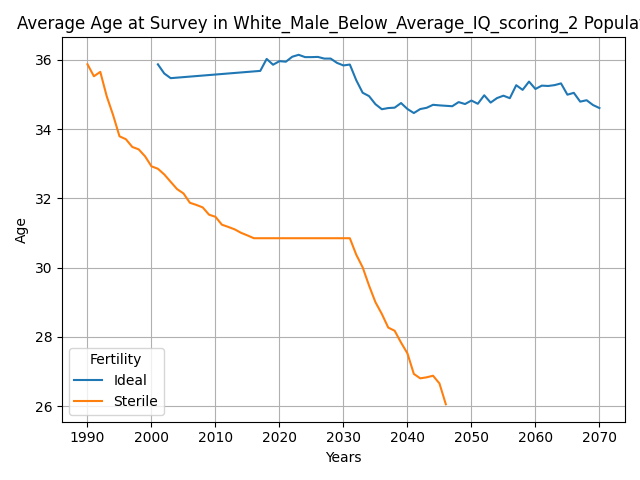 Average Age at Survey in White_Male_Below_Average_IQ_scoring_2 Popula
36
34
32
30
28
26
Age
Fertility
Ideal
Sterile
1990 2000 2010 2020 2030 2040 2050 2060 2070
Years